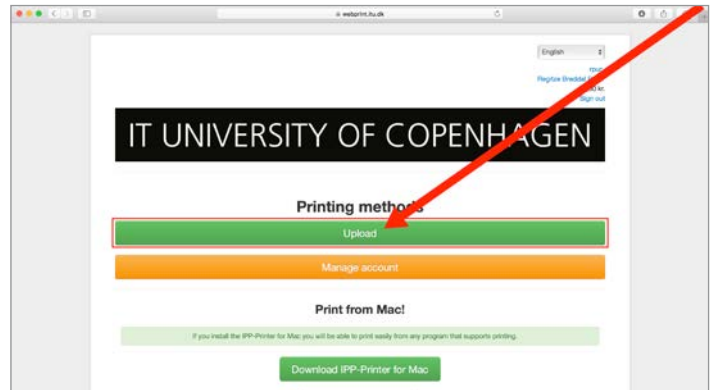 webprint.itu.dk
English
Sign out
IT UNIVERSITY OF COPENHAGEN
Printing methods
Upload
Manage account
Print from Mac!
If you install the IPP-Printer for Mac you will be able to print easily from any program that supports printing.
Download IPP-Printer for Mac